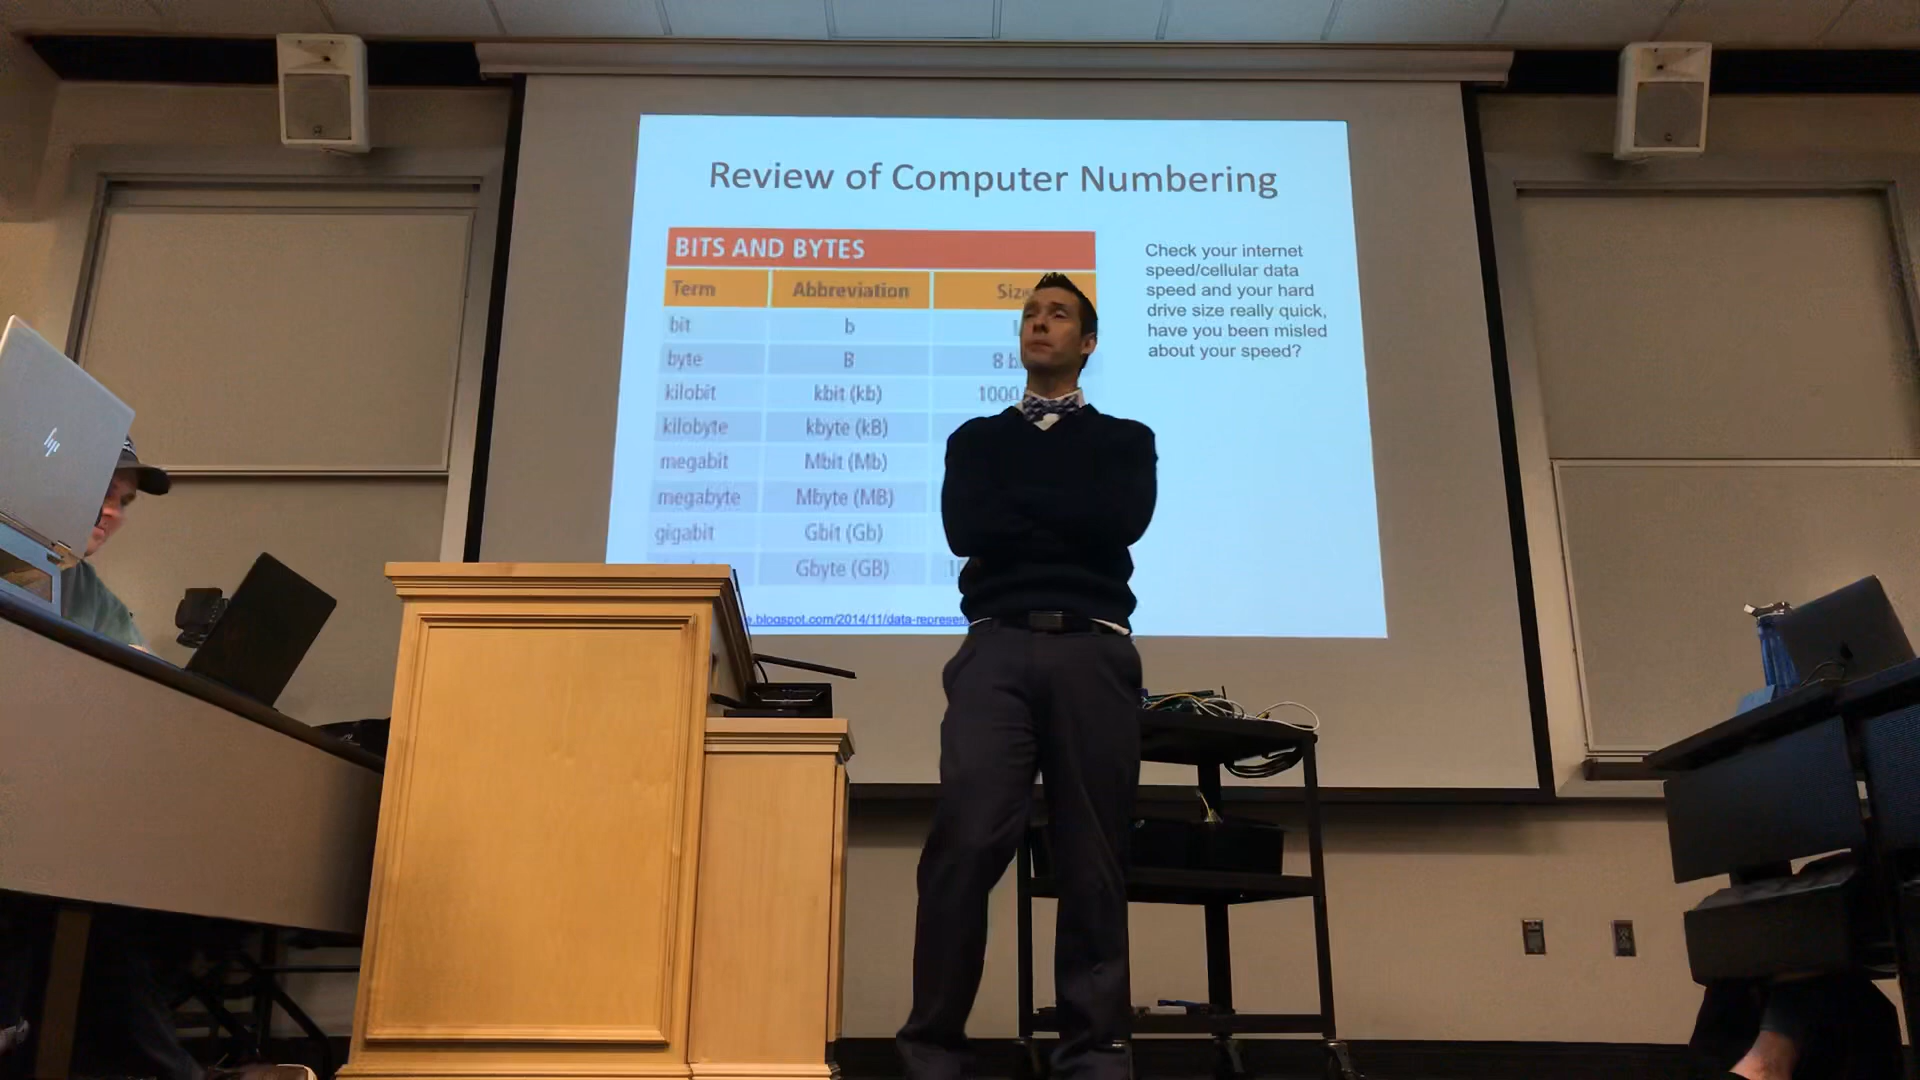 Review of Computer Numbering
BITS AND BYTES
Term Abbreviation
bit b
byte B 8
kilobit kbit (kb) 1000
kilobyte kbyte (kB)
megabit Mbit (Mb)
megabyte Mbyte (MB)
gigabit Gbit (Gb)
Gbyte (GB)
Check your internet
speed/cellular data
speed and your hard
drive size really quick,
have you been misled
about your speed?
.blogspot.com/2014/11/data-represen
hp